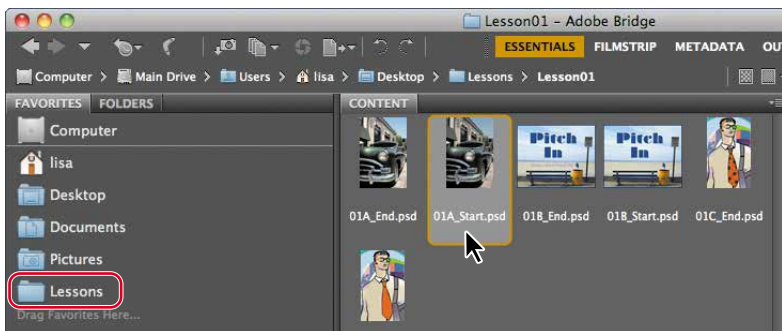 Lesson01 – Adobe Bridge
ESSENTIALS FILMSTRIP METADATA OU
Computer > Main Drive > Users > lisa > Desktop > Lessons > Lesson01
FAVORITES FOLDERS
CONTENT
Computer
lisa
Desktop
Documents
Pictures
Lessons
Drag Favorites Here...
Pitch In
Pitch In
01A_End.psd 01A_Start.psd 01B_End.psd 01B_Start.psd 01C_End.psd